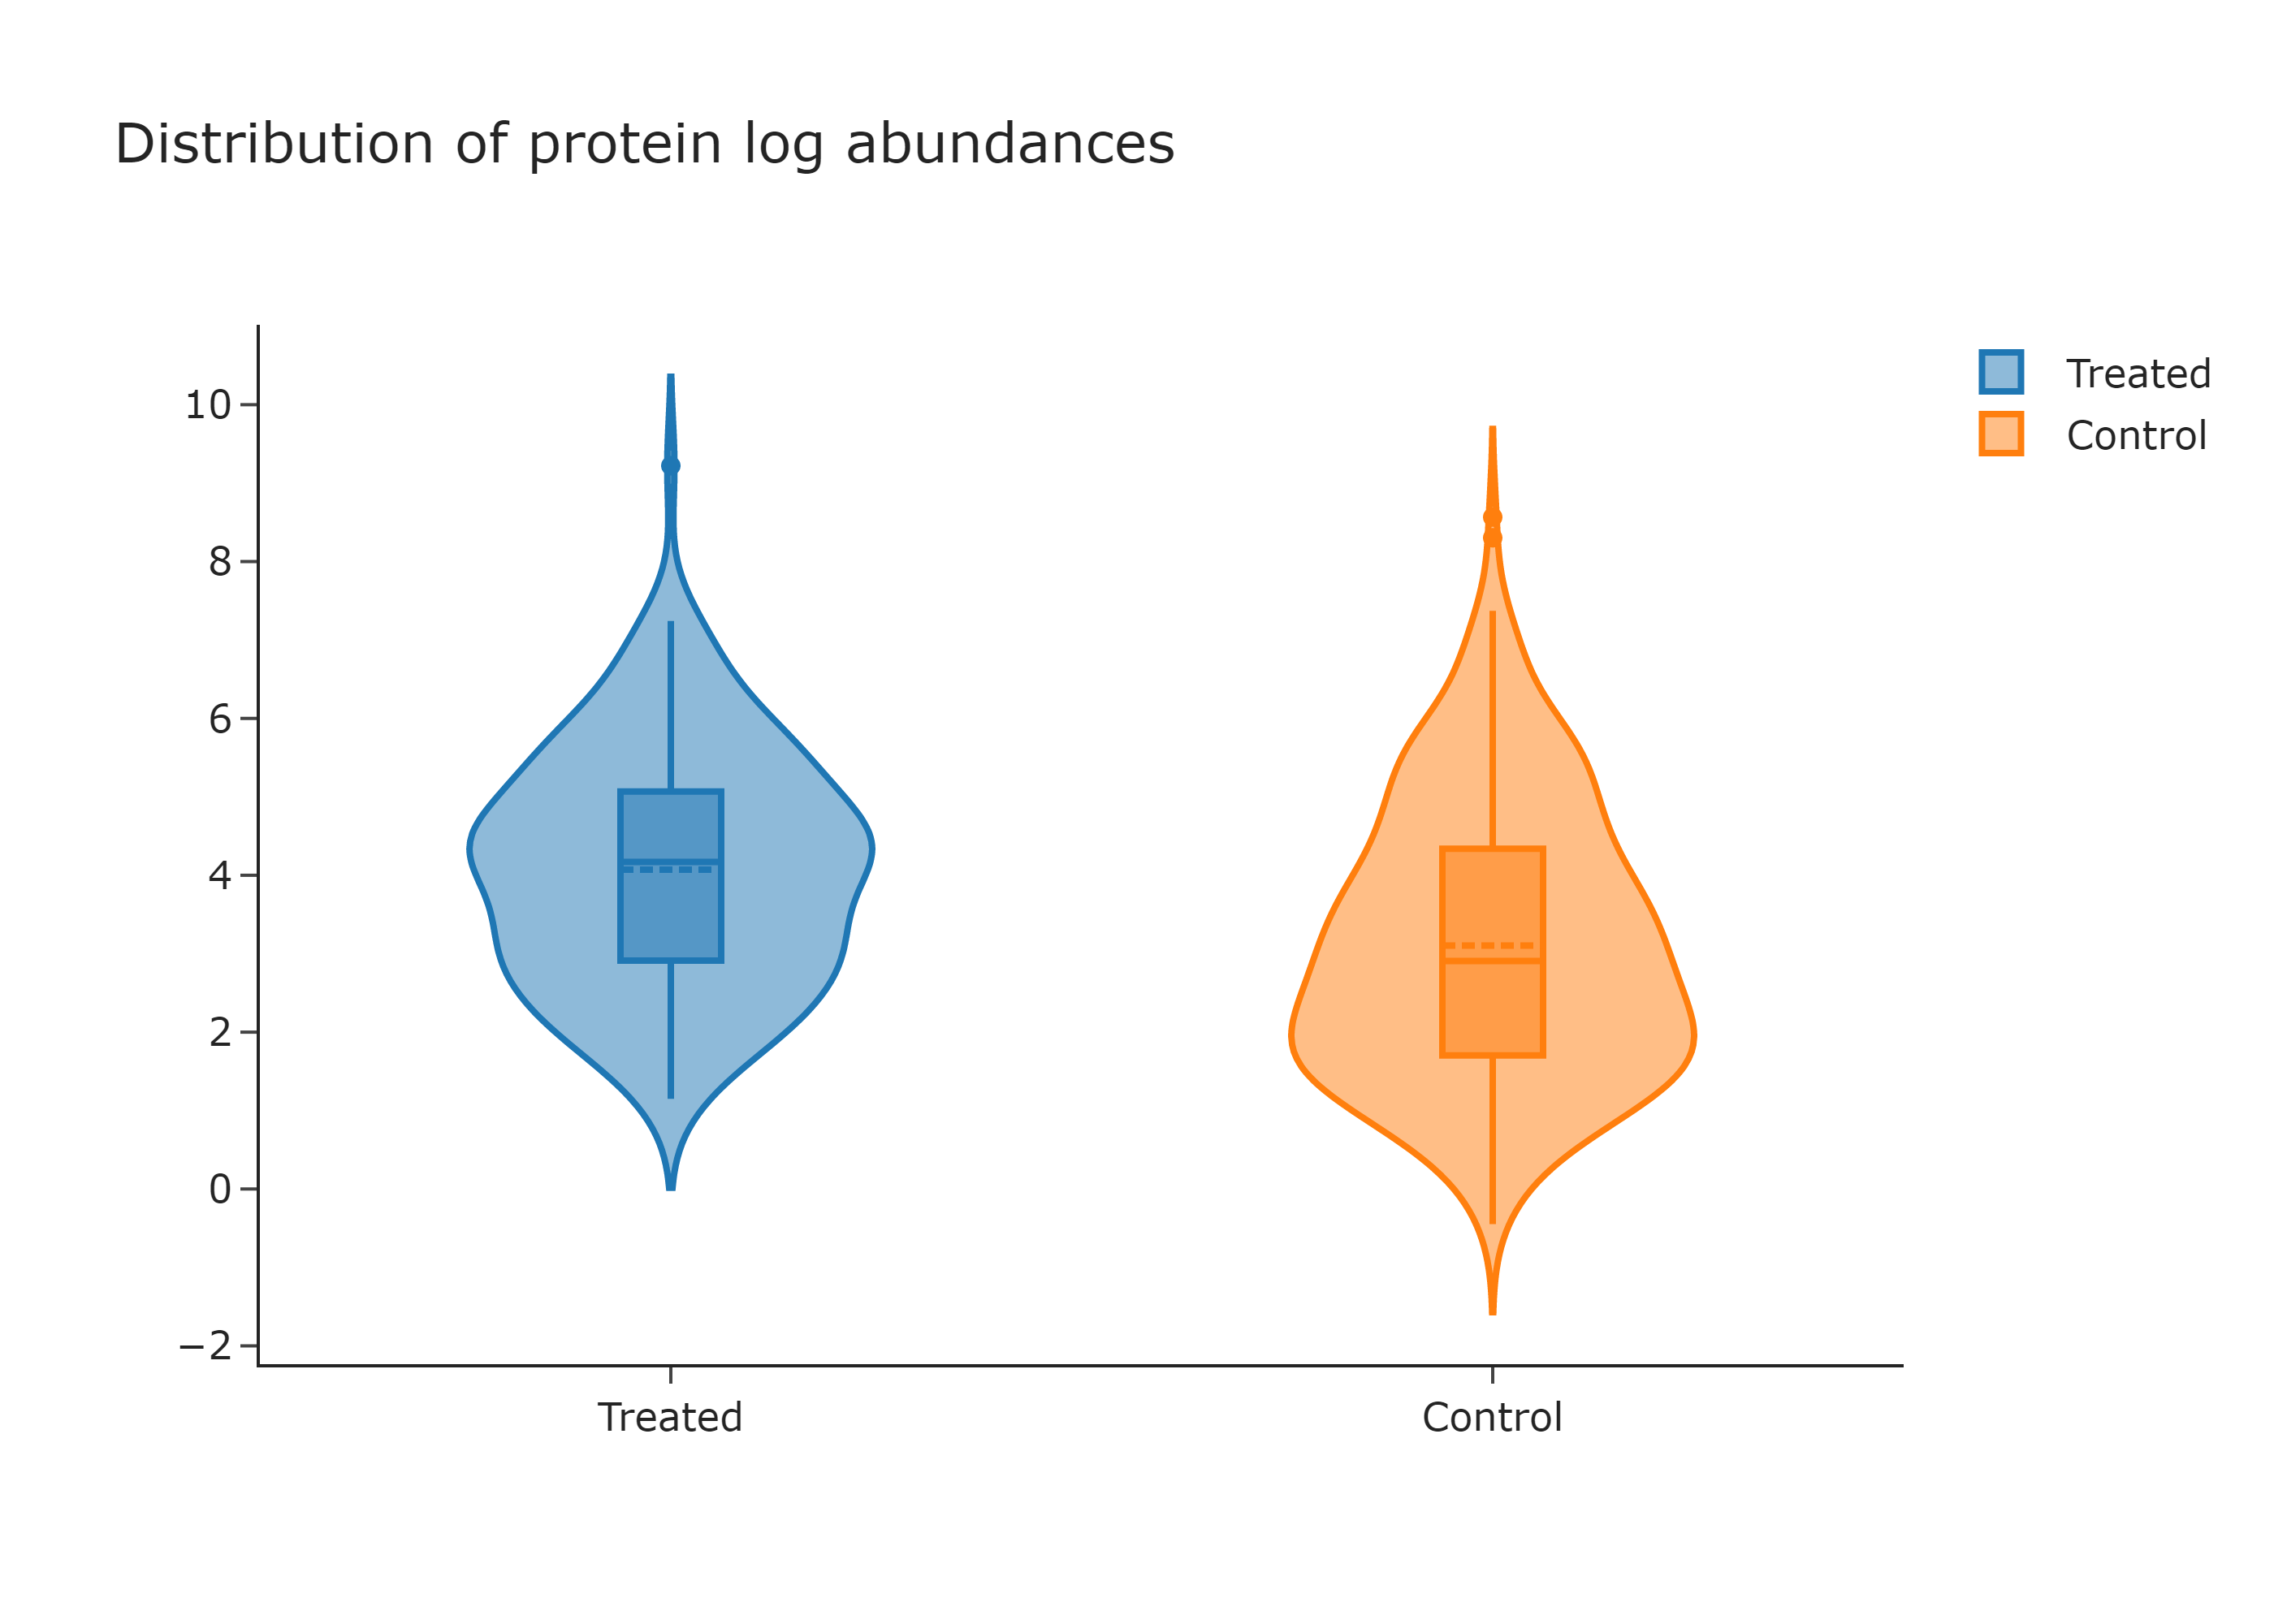 Distribution of protein log abundances
Treated
Control
10
8
6
4
2
0
−2
Treated
Control